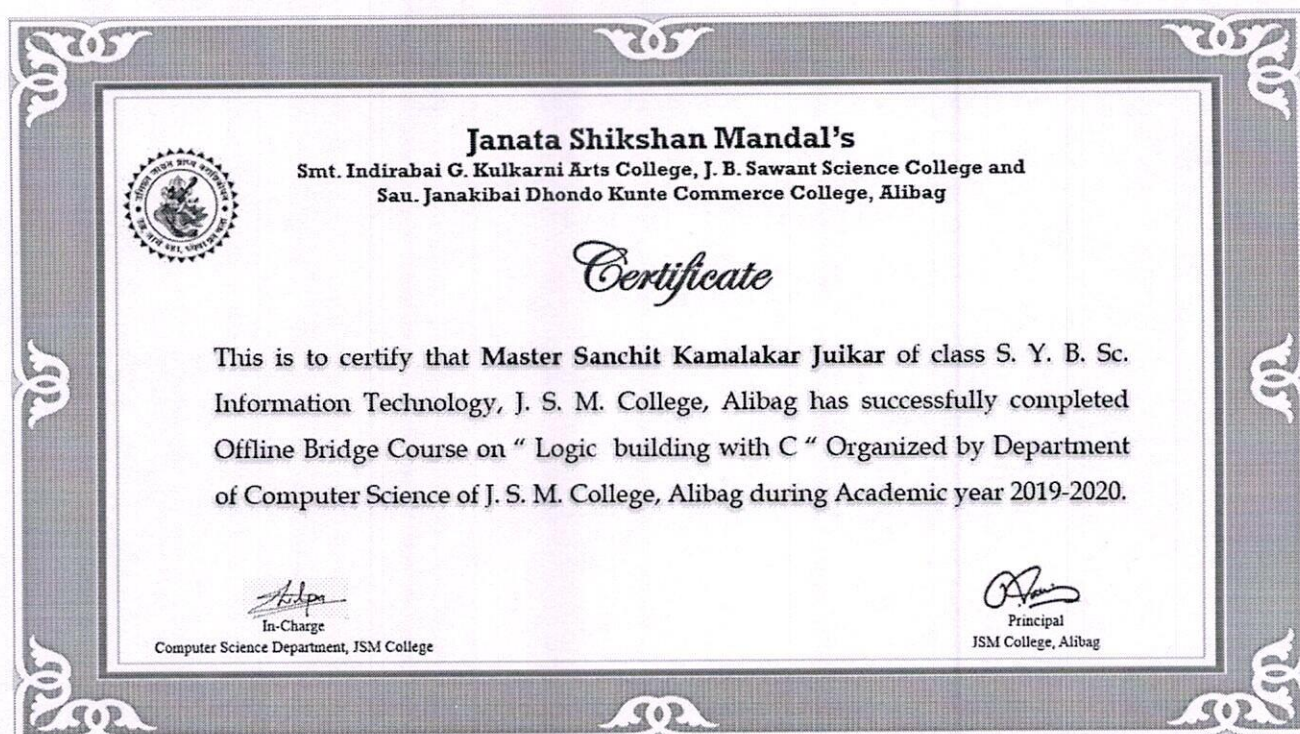 Janata Shikshan Mandal's
Smt. Indirabai G. Kulkarni Arts College, J. B. Sawant Science College and
Sau. Janakibai Dhondo Kunte Commerce College, Alibag
Certificate
This is to certify that Master Sanchit Kamalakar Juikar of class S. Y. B. Sc.
Information Technology, J. S. M. College, Alibag has successfully completed
Offline Bridge Course on “ Logic building with C “ Organized by Department
of Computer Science of J. S. M. College, Alibag during Academic year 2019-2020.
In-Charge
Computer Science Department, JSM College
Principal
JSM College, Alibag